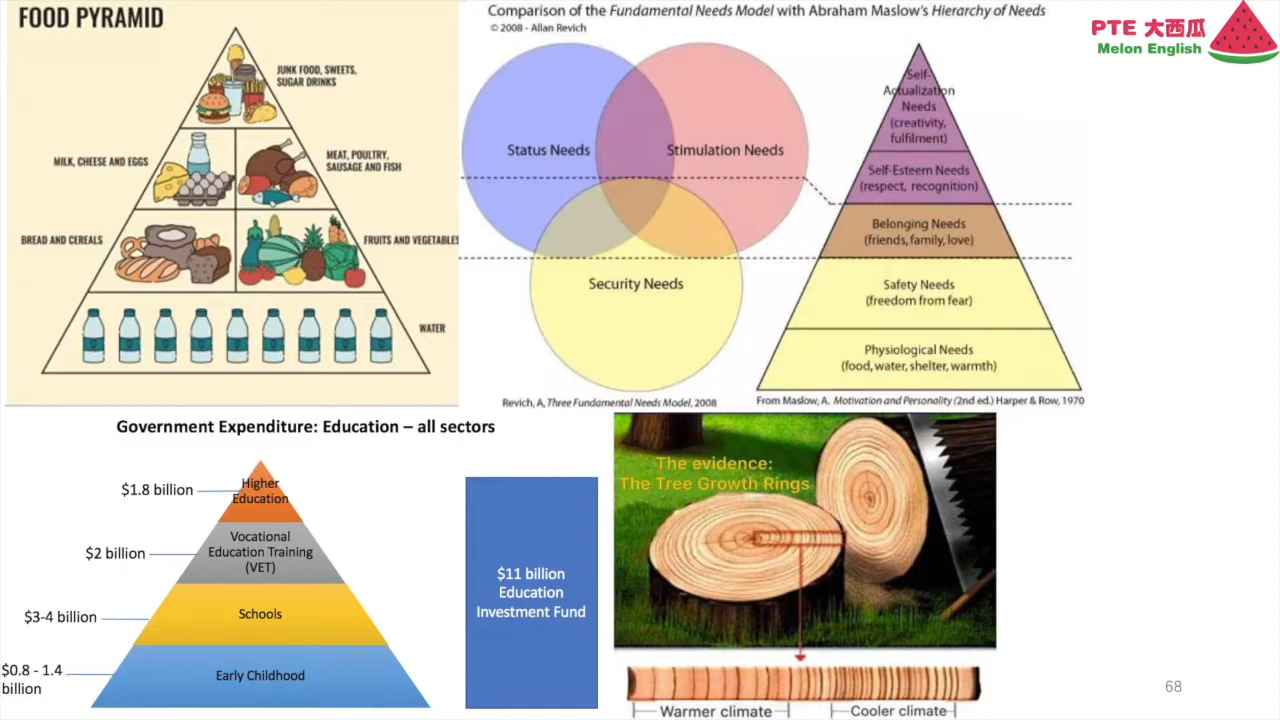 FOOD PYRAMID
JUNK FOOD, SWEETS,
SUGAR DRINKS
MILK, CHEESE AND EGGS
MEAT, POULTRY,
SAUSAGE AND FISH
BREAD AND CEREALS
FRUITS AND VEGETABLES
WATER
Comparison of the Fundamental Needs Model with Abraham Maslow's Hierarchy of Needs
© 2008 - Allan Revich
Status Needs
Stimulation Needs
Security Needs
Revich, A, Three Fundamental Needs Model, 2008
Self-
Actualization
Needs
(creativity,
fulfilment)
Self-Esteem Needs
(respect, recognition)
Belonging Needs
(friends, family, love)
Safety Needs
(freedom from fear)
Physiological Needs
(food, water, shelter, warmth)
From Maslow, A. Motivation and Personality (2nd ed.) Harper & Row, 1970
PTE 大西瓜
Melon English
Government Expenditure: Education – all sectors
$1.8 billion
Higher
Education
$2 billion
Vocational
Education Training
(VET)
$3-4 billion
Schools
$0.8 - 1.4
billion
Early Childhood
$11 billion
Education
Investment Fund
The evidence:
The Tree Growth Rings
Warmer climate
Cooler climate
68